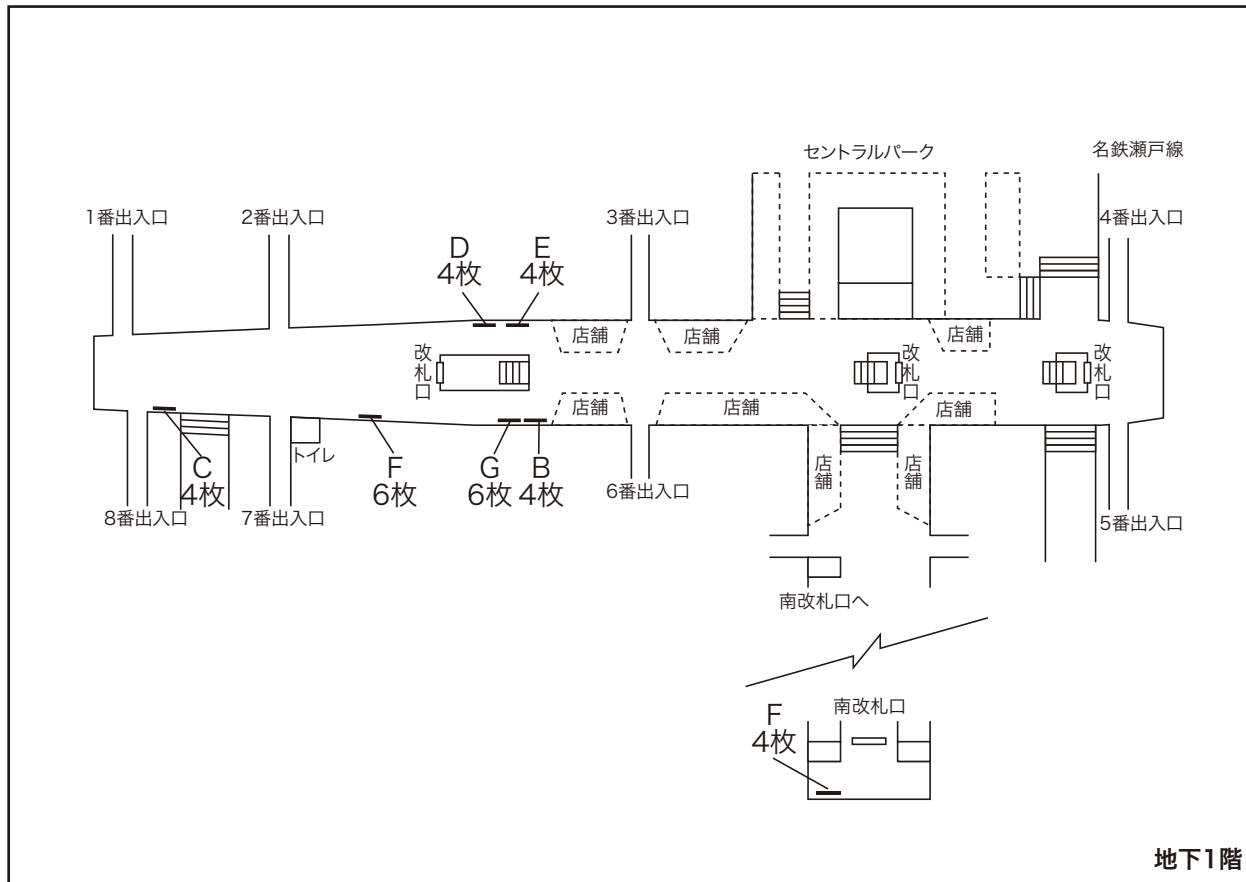 セントラルパーク
名鉄瀬戸線
1番出入口
2番出入口
3番出入口
4番出入口
D
4枚
E
4枚
店舗
店舗
店舗
改札口
改札口
改札口
店舗
店舗
店舗
トイレ
C
4枚
F
6枚
G
6枚
B
4枚
店舗
店舗
8番出入口
7番出入口
6番出入口
5番出入口
南改札口へ
南改札口
F
4枚
地下1階